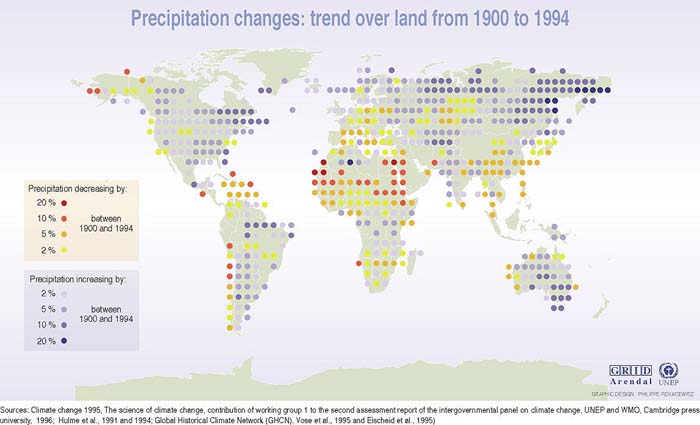 Precipitation changes: trend over land from 1900 to 1994
Precipitation decreasing by:
20 %
10 %
5 %
2 %
between
1900 and 1994
Precipitation increasing by:
2 %
5 %
10 %
20 %
between
1900 and 1994
GRID
Arendal
UNEP
GRAPHIC DESIGN : PHILIPPE REKACEWICZ
Sources: Climate change 1995, The science of climate change, contribution of working group 1 to the second assessment report of the intergovernmental panel on climate change, UNEP and WMO, Cambridge press
university, 1996; Hulme et al., 1991 and 1994; Global Historical Climate Network (GHCN), Vose et al., 1995 and Eischeid et al., 1995)